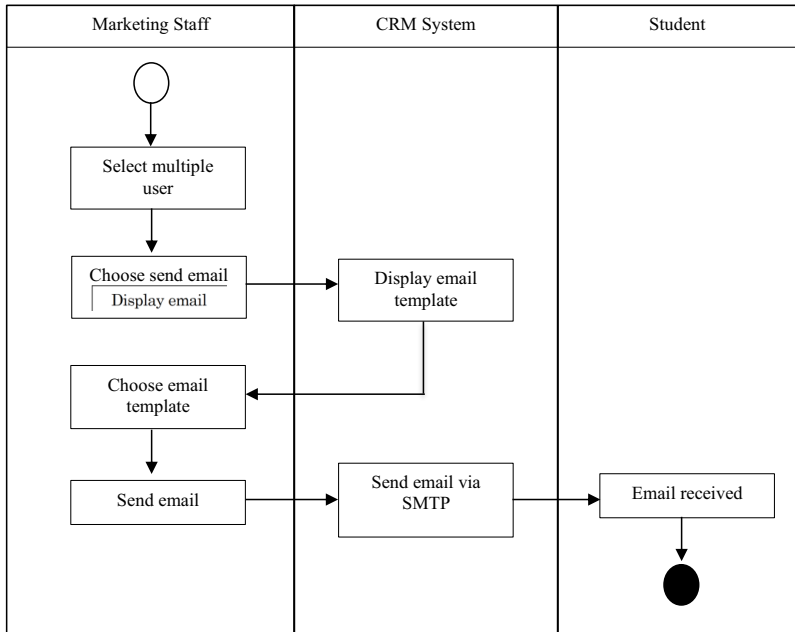 Marketing Staff
CRM System
Student
Select multiple
user
Choose send email
Display email
Display email
template
Choose email
template
Send email
Send email via
SMTP
Email received